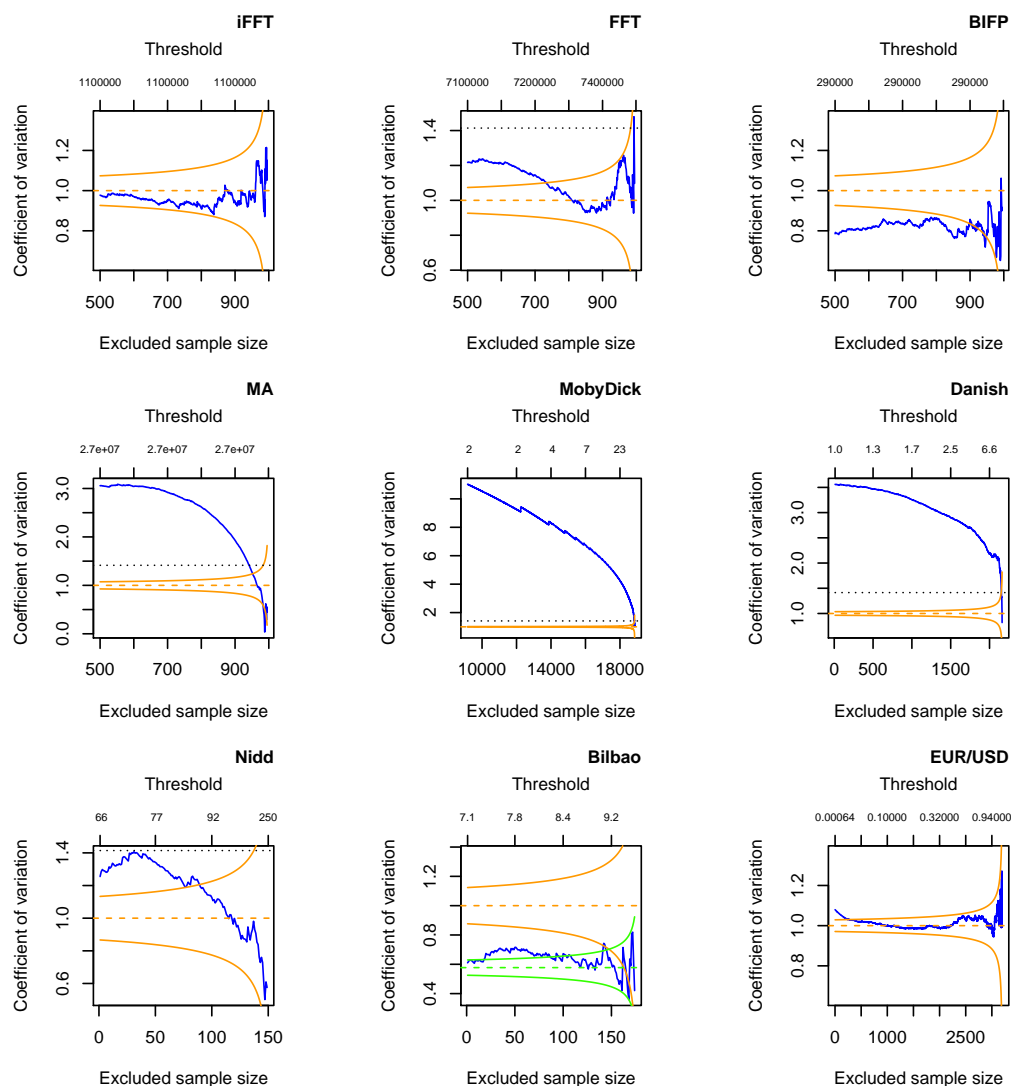 iFFT
Threshold
1100000 1100000 1100000
Coefficient of variation
0.8 1.0 1.2
500 700 900
Excluded sample size
FFT
Threshold
7100000 7200000 7400000
Coefficient of variation
0.6 1.0 1.4
500 700 900
Excluded sample size
BIFP
Threshold
290000 290000 290000
Coefficient of variation
0.8 1.0 1.2
500 700 900
Excluded sample size
MA
Threshold
2.7e+07 2.7e+07 2.7e+07
Coefficient of variation
0.0 1.0 2.0 3.0
500 700 900
Excluded sample size
MobyDick
Threshold
2 2 4 7 23
Coefficient of variation
2 4 6 8
10000 14000 18000
Excluded sample size
Danish
Threshold
1.0 1.3 1.7 2.5 6.6
Coefficient of variation
1.0 2.0 3.0
0 500 1500
Excluded sample size
Nidd
Threshold
66 77 92 250
Coefficient of variation
0.6 1.0 1.4
0 50 100 150
Excluded sample size
Bilbao
Threshold
7.1 7.8 8.4 9.2
Coefficient of variation
0.4 0.8 1.2
0 50 100 150
Excluded sample size
EUR/USD
Threshold
0.00064 0.10000 0.32000 0.94000
Coefficient of variation
0.8 1.0 1.2
0 1000 2500
Excluded sample size